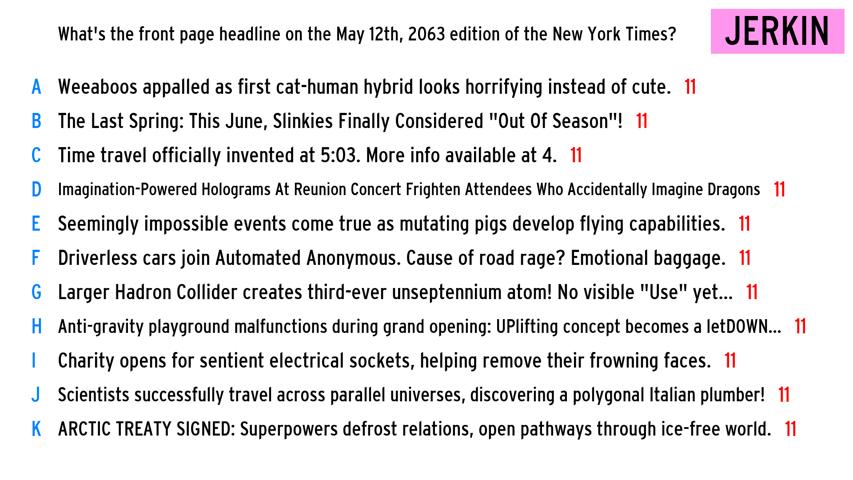 What's the front page headline on the May 12th, 2063 edition of the New York Times? JERKIN
A Weeaboos appalled as first cat-human hybrid looks horrifying instead of cute. 11
B The Last Spring: This June, Slinkies Finally Considered "Out Of Season"! 11
C Time travel officially invented at 5:03. More info available at 4. 11
D Imagination-Powered Holograms At Reunion Concert Frighten Attendees Who Accidentally Imagine Dragons 11
E Seemingly impossible events come true as mutating pigs develop flying capabilities. 11
F Driverless cars join Automated Anonymous. Cause of road rage? Emotional baggage. 11
G Larger Hadron Collider creates third-ever unseptennium atom! No visible "Use" yet... 11
H Anti-gravity playground malfunctions during grand opening: UPlifting concept becomes a letDOWN... 11
I Charity opens for sentient electrical sockets, helping remove their frowning faces. 11
J Scientists successfully travel across parallel universes, discovering a polygonal Italian plumber! 11
K ARCTIC TREATY SIGNED: Superpowers defrost relations, open pathways through ice-free world. 11